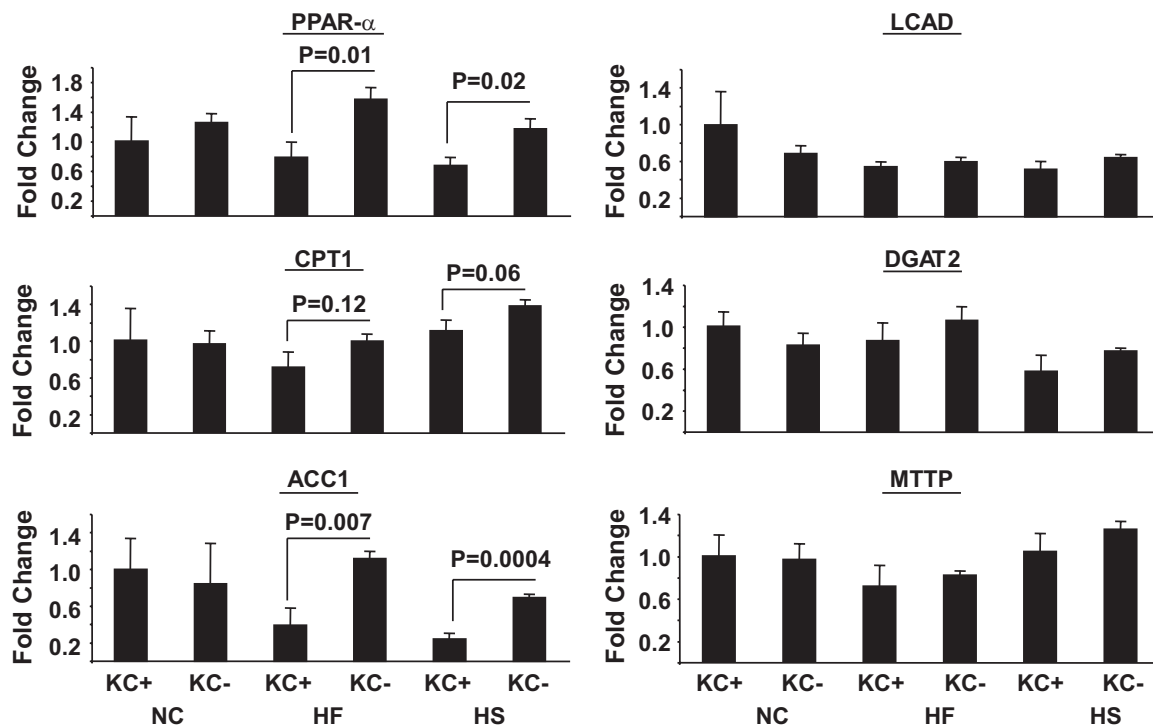 PPAR-α
P=0.01
P=0.02
Fold Change
1.8
1.4
1.0
0.6
0.2
LCAD
Fold Change
1.4
1.0
0.6
0.2
CPT1
P=0.12
P=0.06
Fold Change
1.4
1.0
0.6
0.2
DGAT2
Fold Change
1.4
1.0
0.6
0.2
ACC1
P=0.007
P=0.0004
Fold Change
1.4
1.0
0.6
0.2
KC+ KC- KC+ KC- KC+ KC-
NC HF HS
MTTP
Fold Change
1.4
1.0
0.6
0.2
KC+ KC- KC+ KC- KC+ KC-
NC HF HS